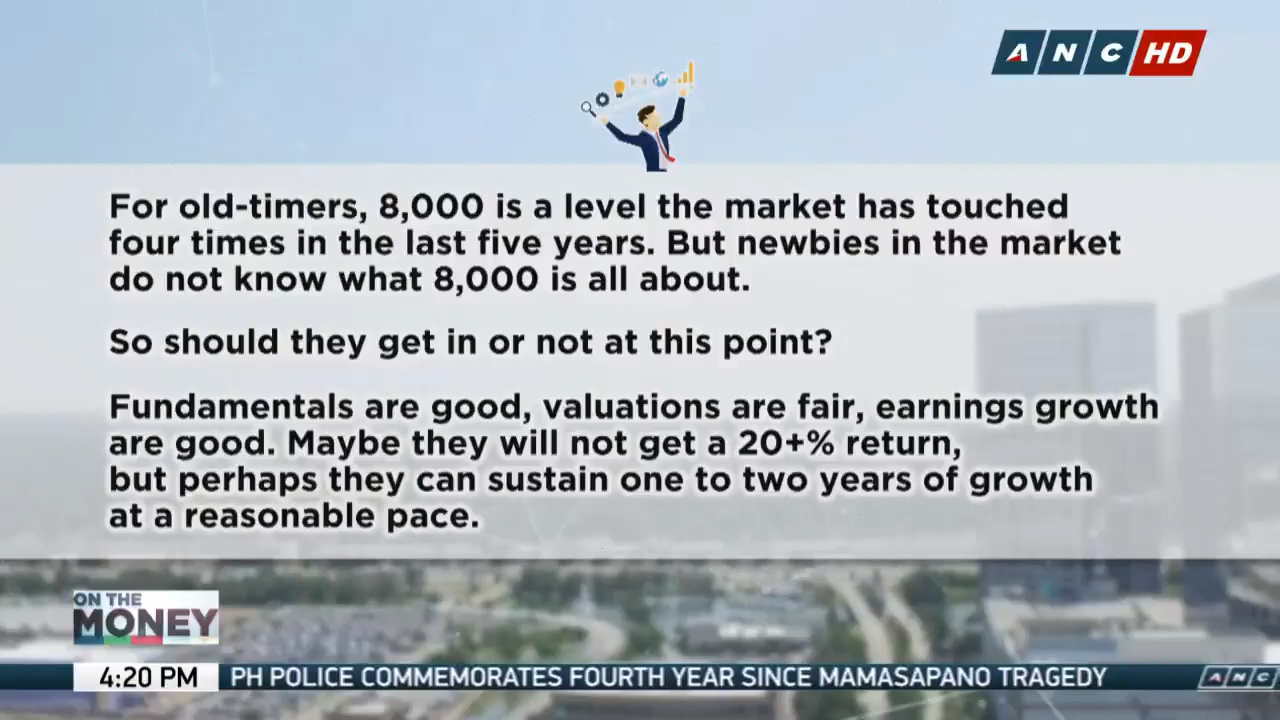 ANC HD
For old-timers, 8,000 is a level the market has touched
four times in the last five years. But newbies in the market
do not know what 8,000 is all about.
So should they get in or not at this point?
Fundamentals are good, valuations are fair, earnings growth
are good. Maybe they will not get a 20+% return,
but perhaps they can sustain one to two years of growth
at a reasonable pace.
ON THE
MONEY
4:20 PM PH POLICE COMMEMORATES FOURTH YEAR SINCE MAMASAPANO TRAGEDY ANC